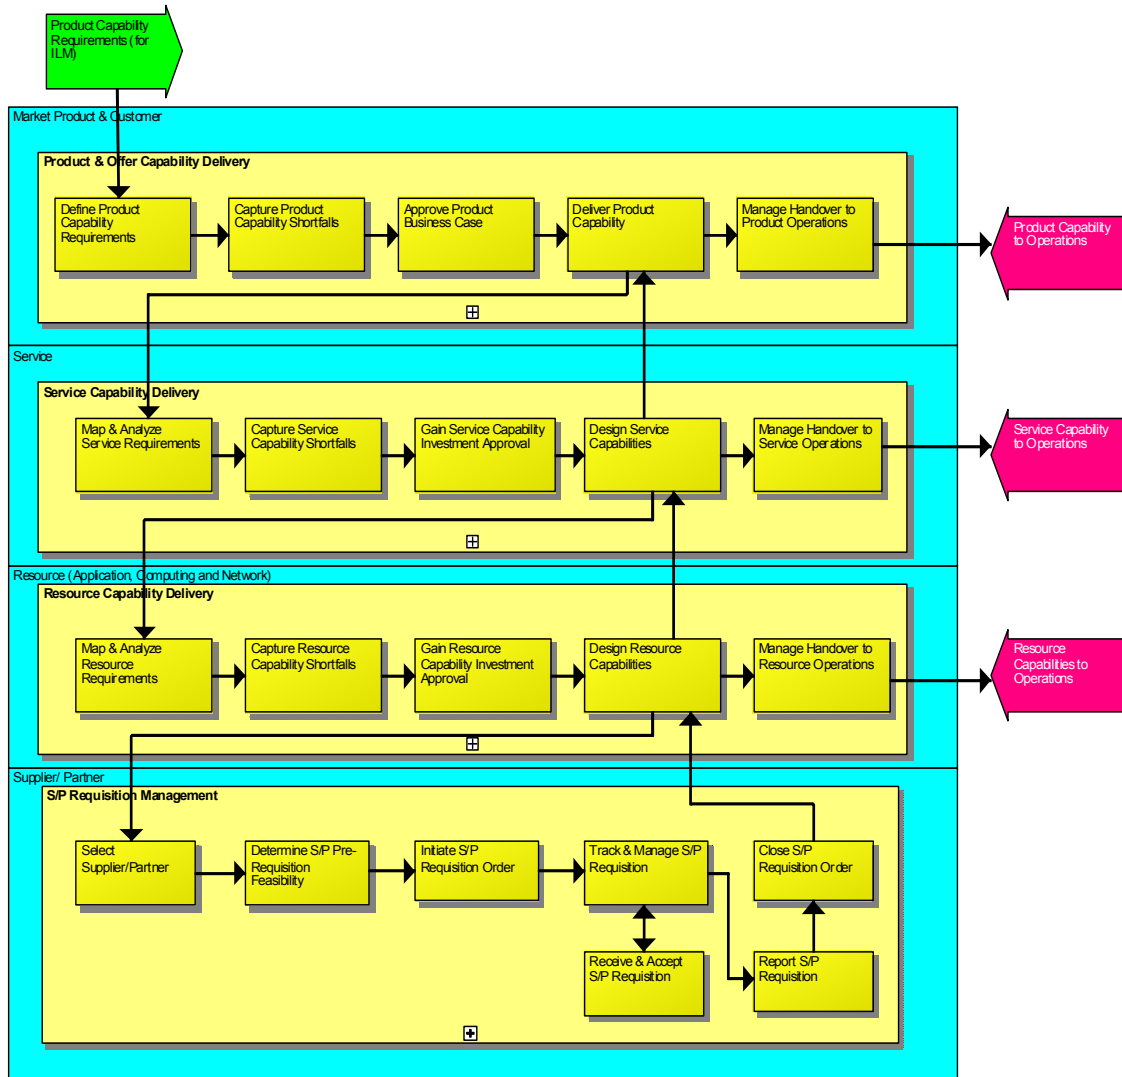 Product Capability
Requirements (for
ILM)
Market Product & Customer
Product & Offer Capability Delivery
Define Product
Capability
Requirements
Capture Product
Capability Shortfalls
Approve Product
Business Case
Deliver Product
Capability
Manage Handover to
Product Operations
Product Capability
to Operations
Service
Service Capability Delivery
Map & Analyze
Service Requirements
Capture Service
Capability Shortfalls
Gain Service Capability
Investment Approval
Design Service
Capabilities
Manage Handover to
Service Operations
Service Capability
to Operations
Resource (Application, Computing and Network)
Resource Capability Delivery
Map & Analyze
Resource
Requirements
Capture Resource
Capability Shortfalls
Gain Resource
Capability Investment
Approval
Design Resource
Capabilities
Manage Handover to
Resource Operations
Resource
Capabilities to
Operations
Supplier/ Partner
S/P Requisition Management
Select
Supplier/Partner
Determine S/P Pre-
Requisition
Feasibility
Initiate S/P
Requisition Order
Track & Manage S/P
Requisition
Close S/P
Requisition Order
Receive & Accept
S/P Requisition
Report S/P
Requisition